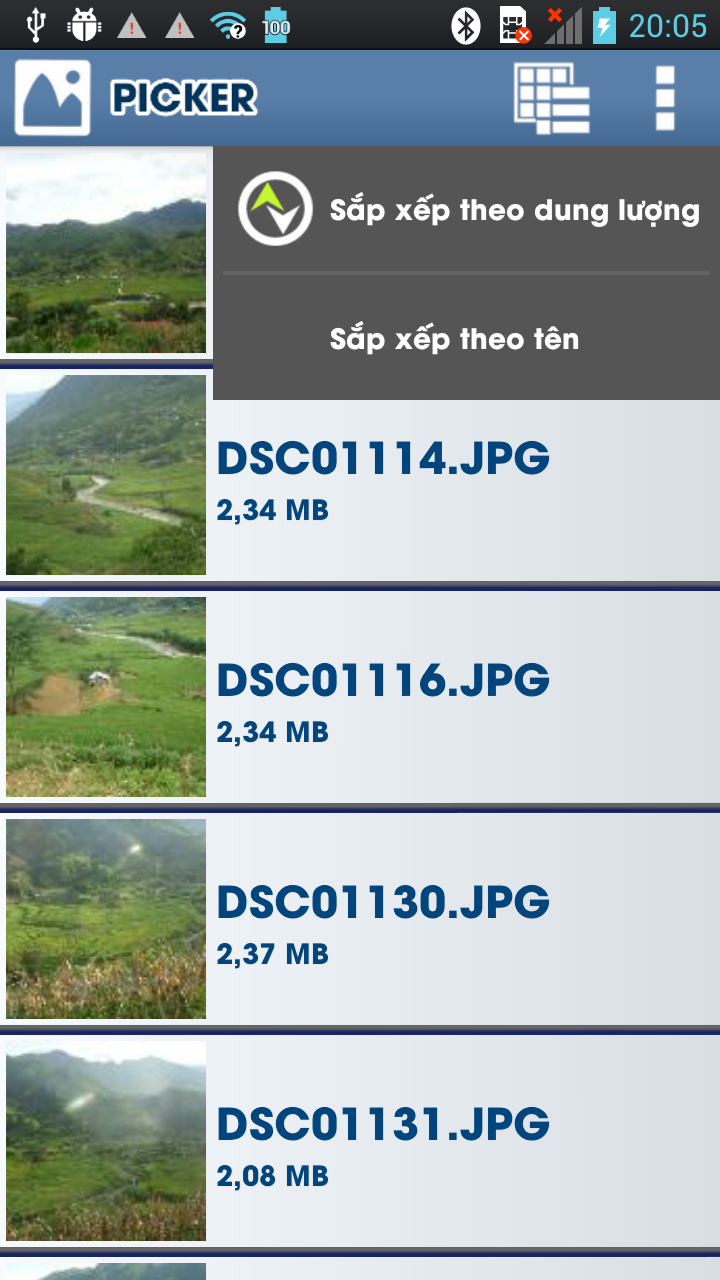 100
20:05
PICKER
Sắp xếp theo dung lượng
Sắp xếp theo tên
DSC01114.JPG
2,34 MB
DSC01116.JPG
2,34 MB
DSC01130.JPG
2,37 MB
DSC01131.JPG
2,08 MB